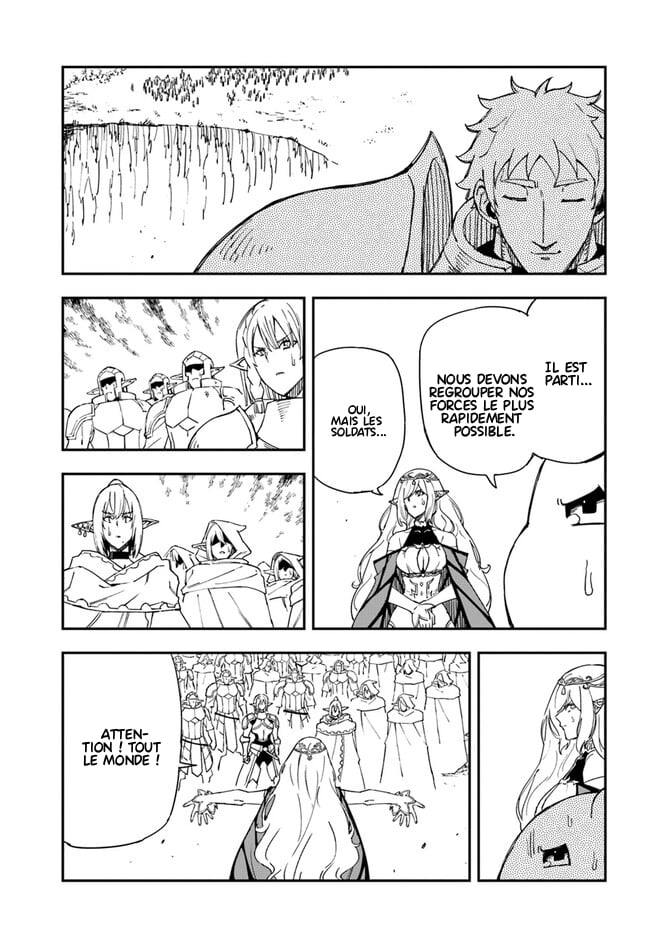 IL EST
PARTI...
NOUS DEVONS
REGROUPER NOS
FORCES LE PLUS
RAPIDEMENT
POSSIBLE.
OUI,
MAIS LES
SOLDATS...
ATTEN-
TION ! TOUT
LE MONDE !